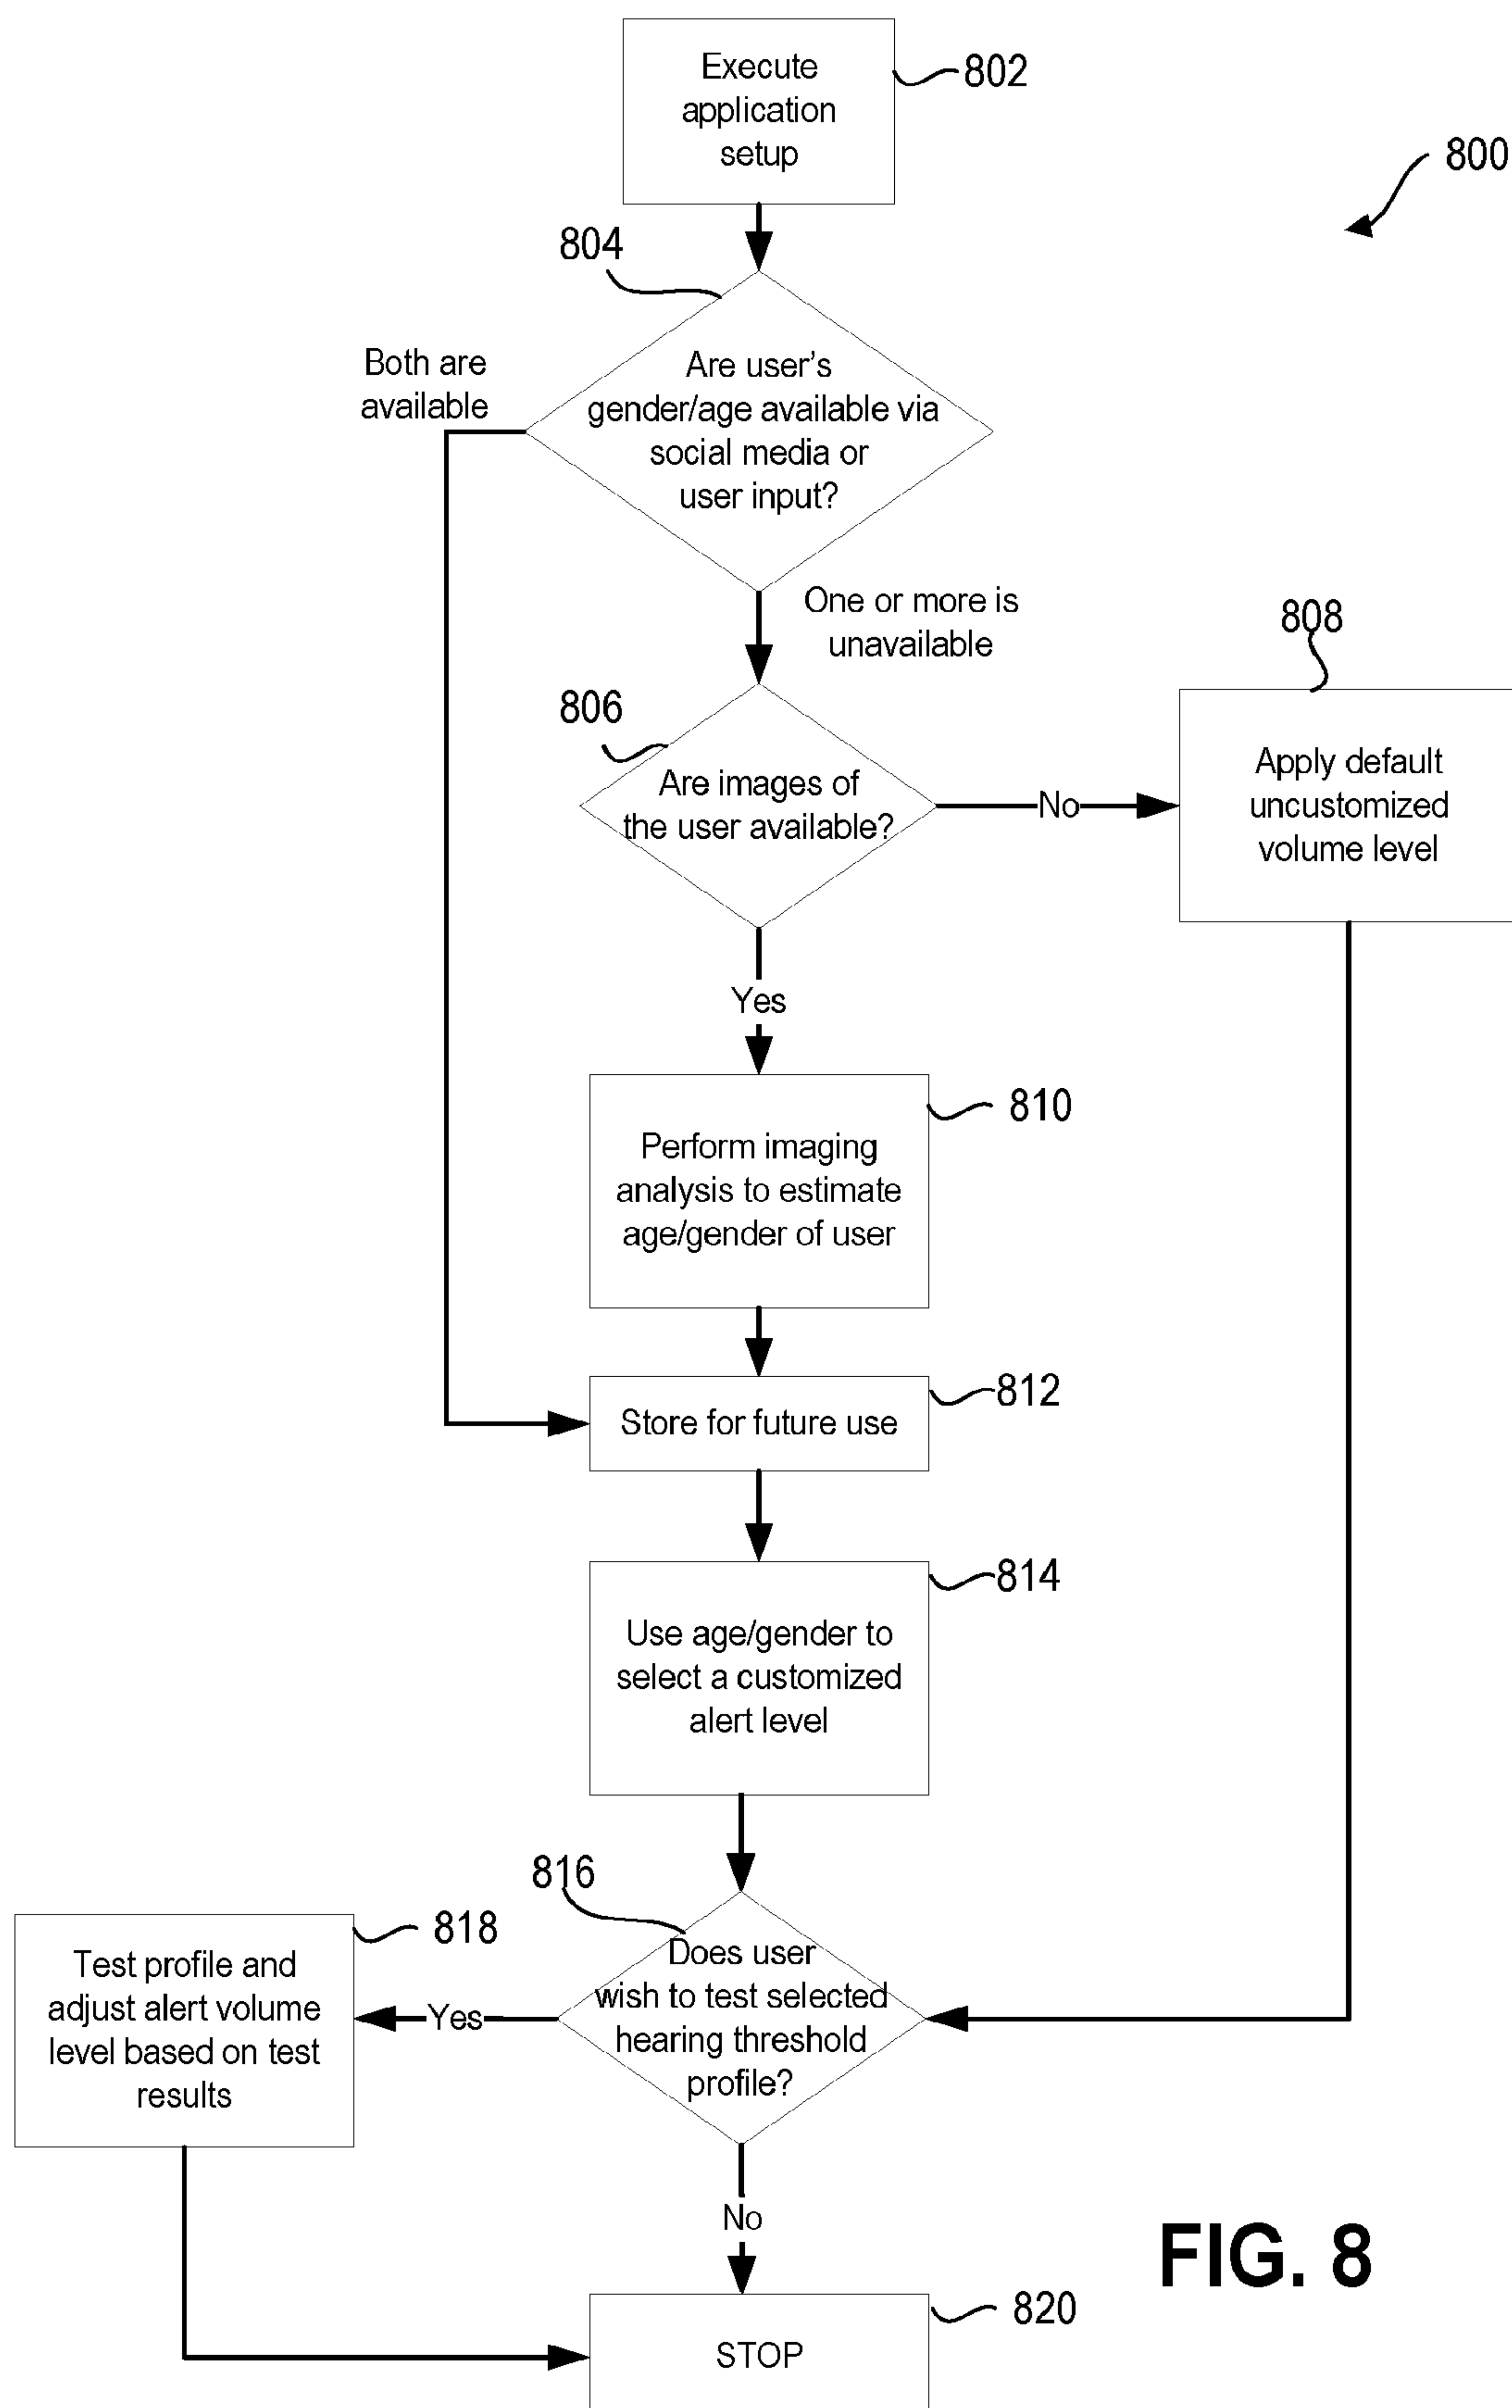 Execute
application
setup
802
800
804
Both are
available
Are user's
gender/age available via
social media or
user input?
One or more is
unavailable
806
Are images of
the user available?
No
808
Apply default
uncustomized
volume level
Yes
810
Perform imaging
analysis to estimate
age/gender of user
812
Store for future use
814
Use age/gender to
select a customized
alert level
816
Does user
wish to test selected
hearing threshold
profile?
Yes
818
Test profile and
adjust alert volume
level based on test
results
No
820
STOP
FIG. 8